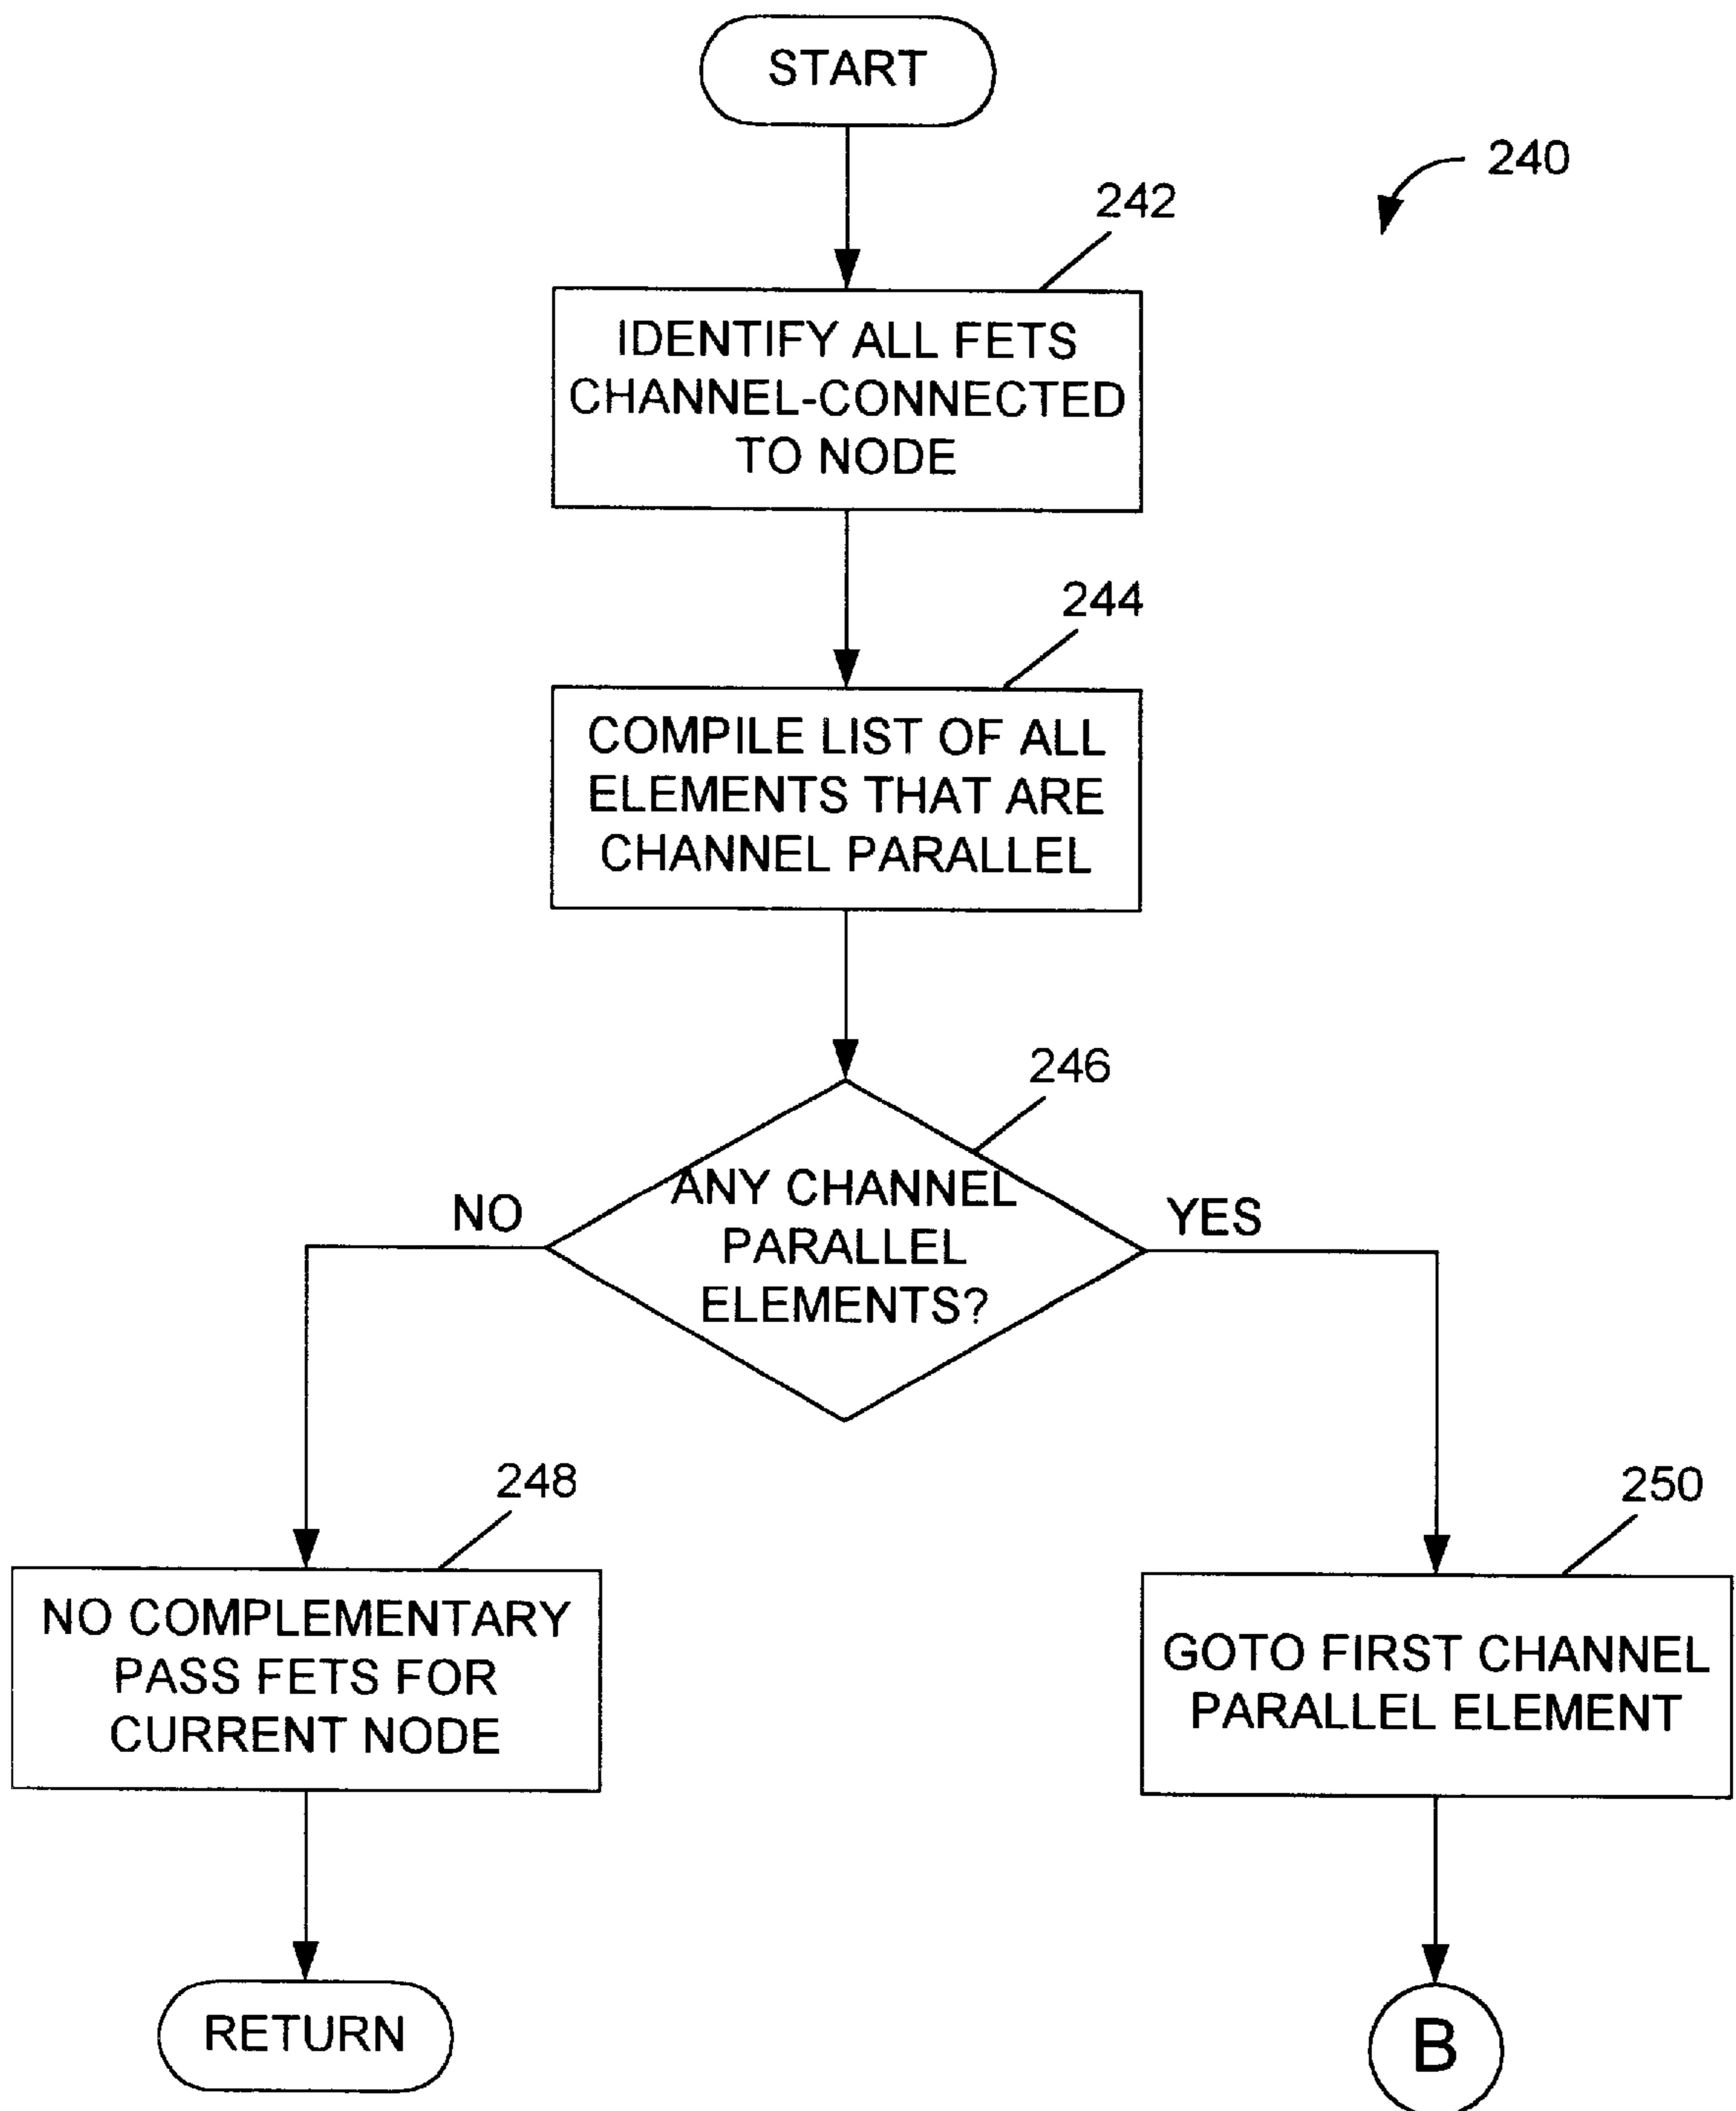 START
240
242
IDENTIFY ALL FETS
CHANNEL-CONNECTED
TO NODE
244
COMPILE LIST OF ALL
ELEMENTS THAT ARE
CHANNEL PARALLEL
246
ANY CHANNEL
PARALLEL
ELEMENTS?
NO
YES
248
NO COMPLEMENTARY
PASS FETS FOR
CURRENT NODE
250
GOTO FIRST CHANNEL
PARALLEL ELEMENT
RETURN
B